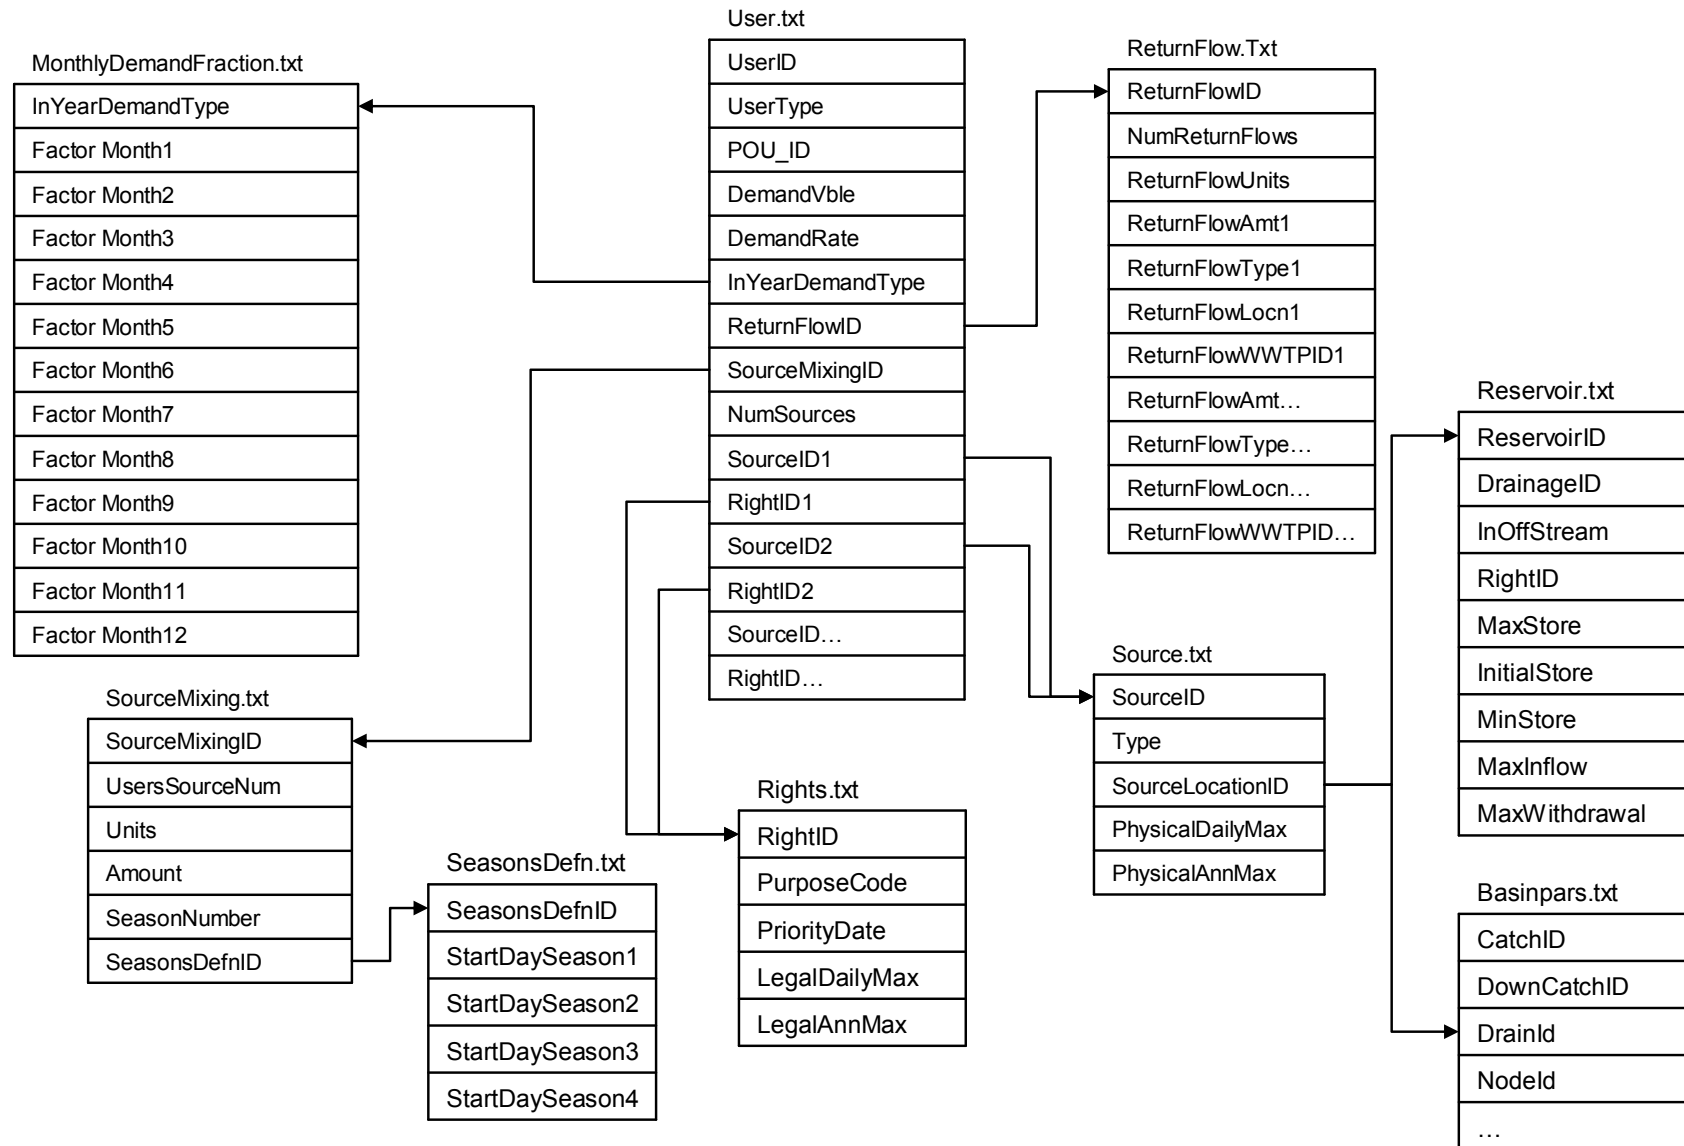 User.txt
UserID
UserType
POU_ID
DemandVble
DemandRate
InYearDemandType
ReturnFlowID
SourceMixingID
NumSources
SourceID1
RightID1
SourceID2
RightID2
SourceID…
RightID…
MonthlyDemandFraction.txt
InYearDemandType
Factor Month1
Factor Month2
Factor Month3
Factor Month4
Factor Month5
Factor Month6
Factor Month7
Factor Month8
Factor Month9
Factor Month10
Factor Month11
Factor Month12
ReturnFlow.Txt
ReturnFlowID
NumReturnFlows
ReturnFlowUnits
ReturnFlowAmt1
ReturnFlowType1
ReturnFlowLocn1
ReturnFlowWWTPID1
ReturnFlowAmt…
ReturnFlowType…
ReturnFlowLocn…
ReturnFlowWWTPID…
Reservoir.txt
ReservoirID
DrainageID
InOffStream
RightID
MaxStore
InitialStore
MinStore
MaxInflow
MaxWithdrawal
Source.txt
SourceID
Type
SourceLocationID
PhysicalDailyMax
PhysicalAnnMax
SourceMixing.txt
SourceMixingID
UsersSourceNum
Units
Amount
SeasonNumber
SeasonsDefnID
SeasonsDefn.txt
SeasonsDefnID
StartDaySeason1
StartDaySeason2
StartDaySeason3
StartDaySeason4
Rights.txt
RightID
PurposeCode
PriorityDate
LegalDailyMax
LegalAnnMax
Basinpars.txt
CatchID
DownCatchID
DrainId
NodeId
…